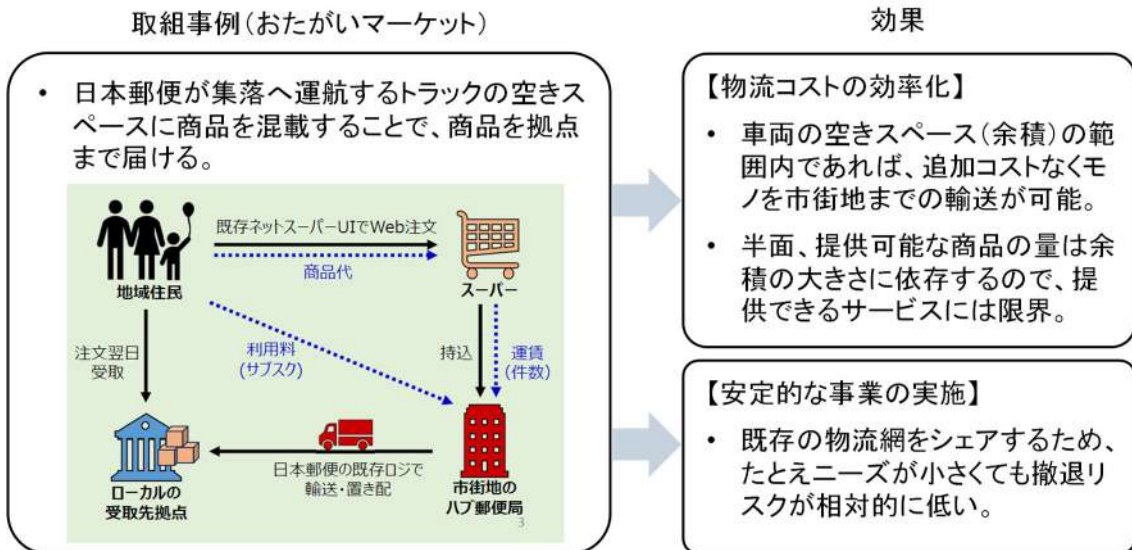 取組事例（おたがいマーケット）
• 日本郵便が集落へ運航するトラックの空きス
ペースに商品を混載することで、商品を拠点
まで届ける。
既存ネットスーパーUIでWeb注文
商品代
地域住民
スーパー
注文翌日
受取
利用料
(サブスク)
持込
運賃
(件数)
日本郵便の既存ロジで
輸送・置き配
ローカルの
受取先拠点
市街地の
ハブ郵便局
3
効果
【物流コストの効率化】
• 車両の空きスペース（余積）の範
囲内であれば、追加コストなくモ
ノを市街地までの輸送が可能。
• 半面、提供可能な商品の量は余
積の大きさに依存するので、提
供できるサービスには限界。
【安定的な事業の実施】
• 既存の物流網をシェアするため、
たとえニーズが小さくても撤退リ
スクが相対的に低い。